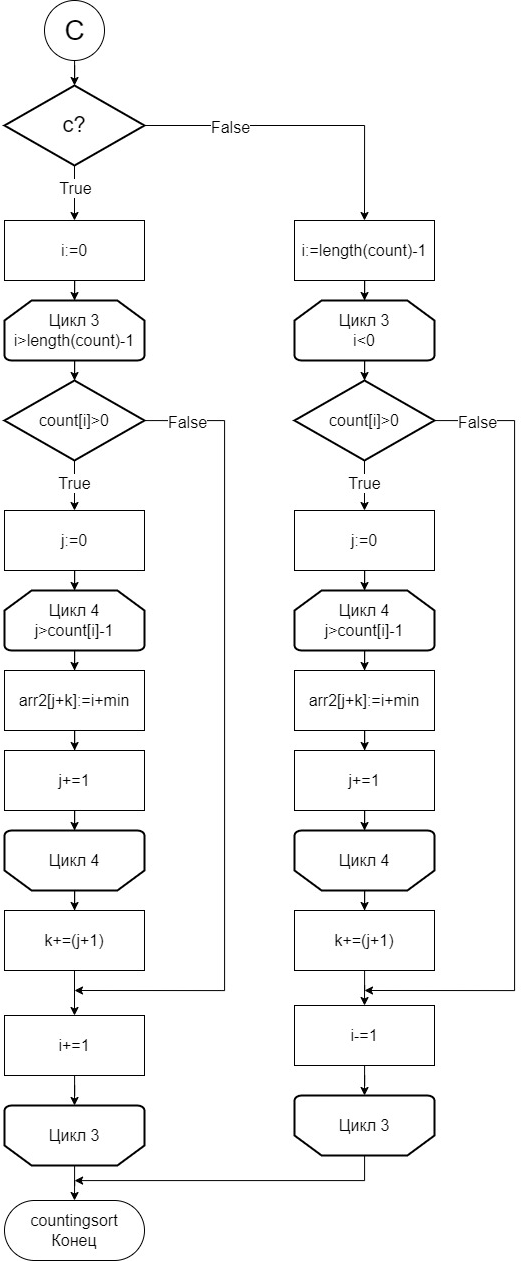 C
c?
False
True
i:=0
i:=length(count)-1
Цикл 3
i>length(count)-1
Цикл 3
i<0
count[i]>0
False
count[i]>0
False
True
True
j:=0
j:=0
Цикл 4
j>count[i]-1
Цикл 4
j>count[i]-1
arr2[j+k]:=i+min
arr2[j+k]:=i+min
j+=1
j+=1
Цикл 4
Цикл 4
k+=(j+1)
k+=(j+1)
i+=1
i-=1
Цикл 3
Цикл 3
countingsort
Конец